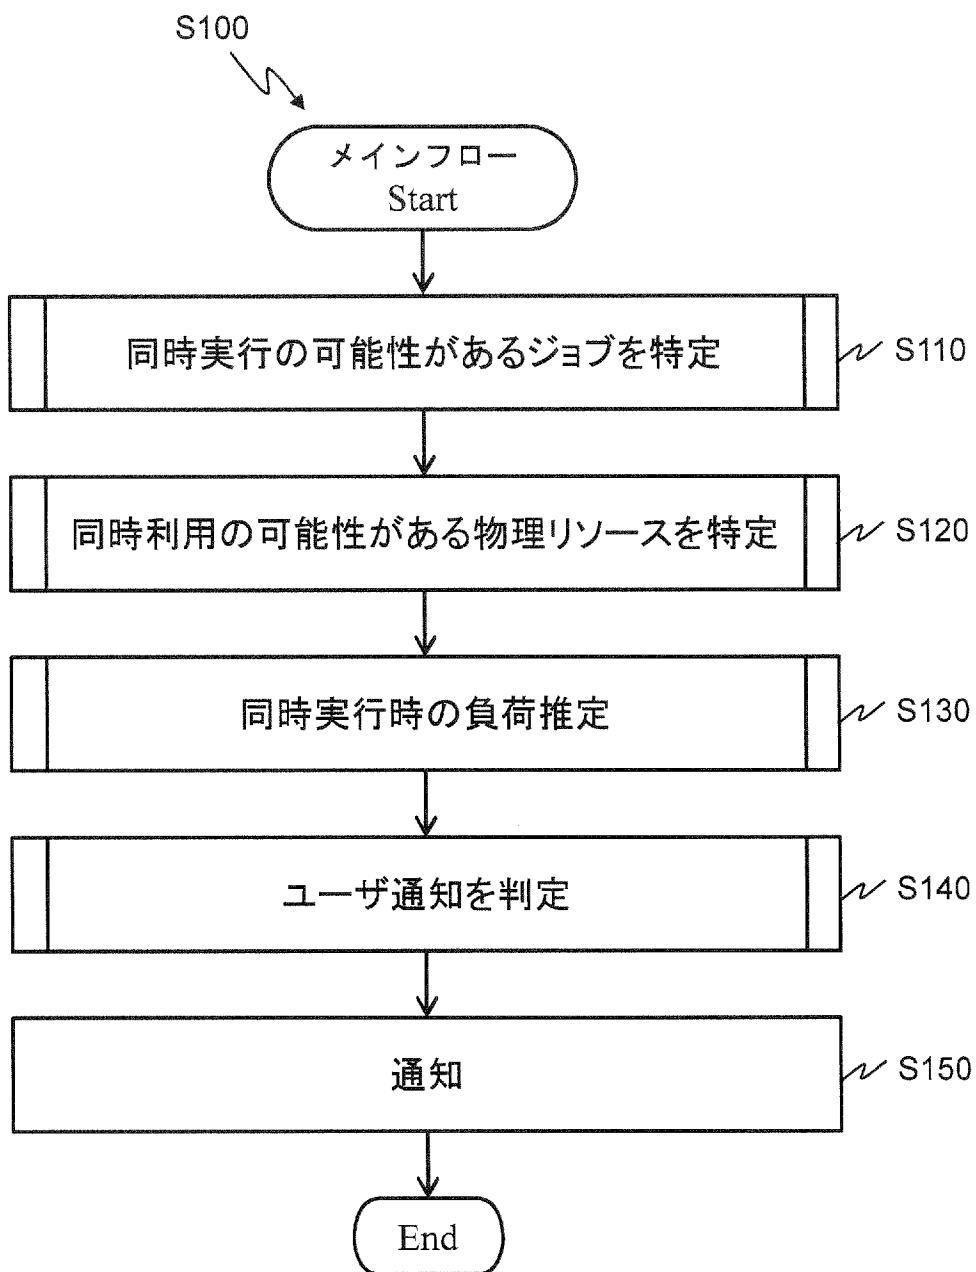 S100
メインフロー
Start
同時実行の可能性があるジョブを特定
S110
同時利用の可能性がある物理リソースを特定
S120
同時実行時の負荷推定
S130
ユーザ通知を判定
S140
通知
S150
End